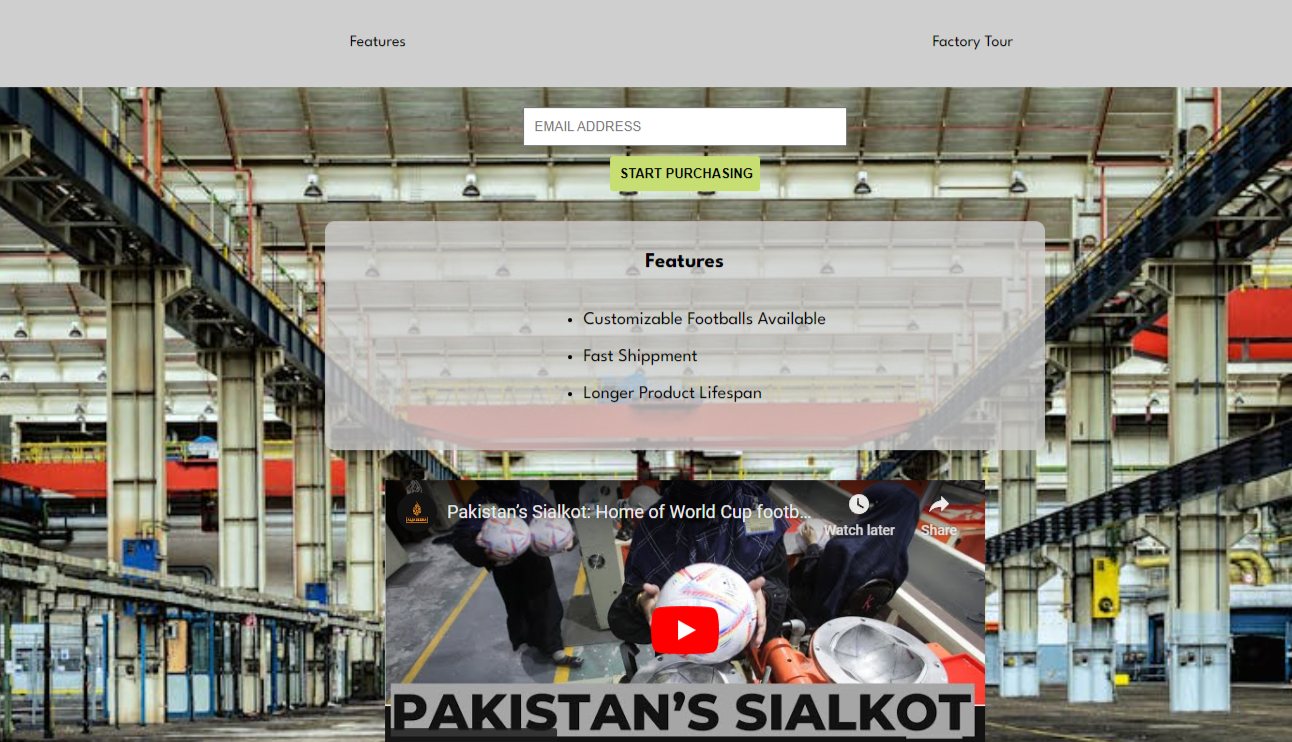 Features
Factory Tour
EMAIL ADDRESS
START PURCHASING
Features
Customizable Footballs Available
Fast Shippment
Longer Product Lifespan
Pakistan’s Sialkot: Home of World Cup footb...
Watch later
Share
PAKISTAN’S SIALKOT